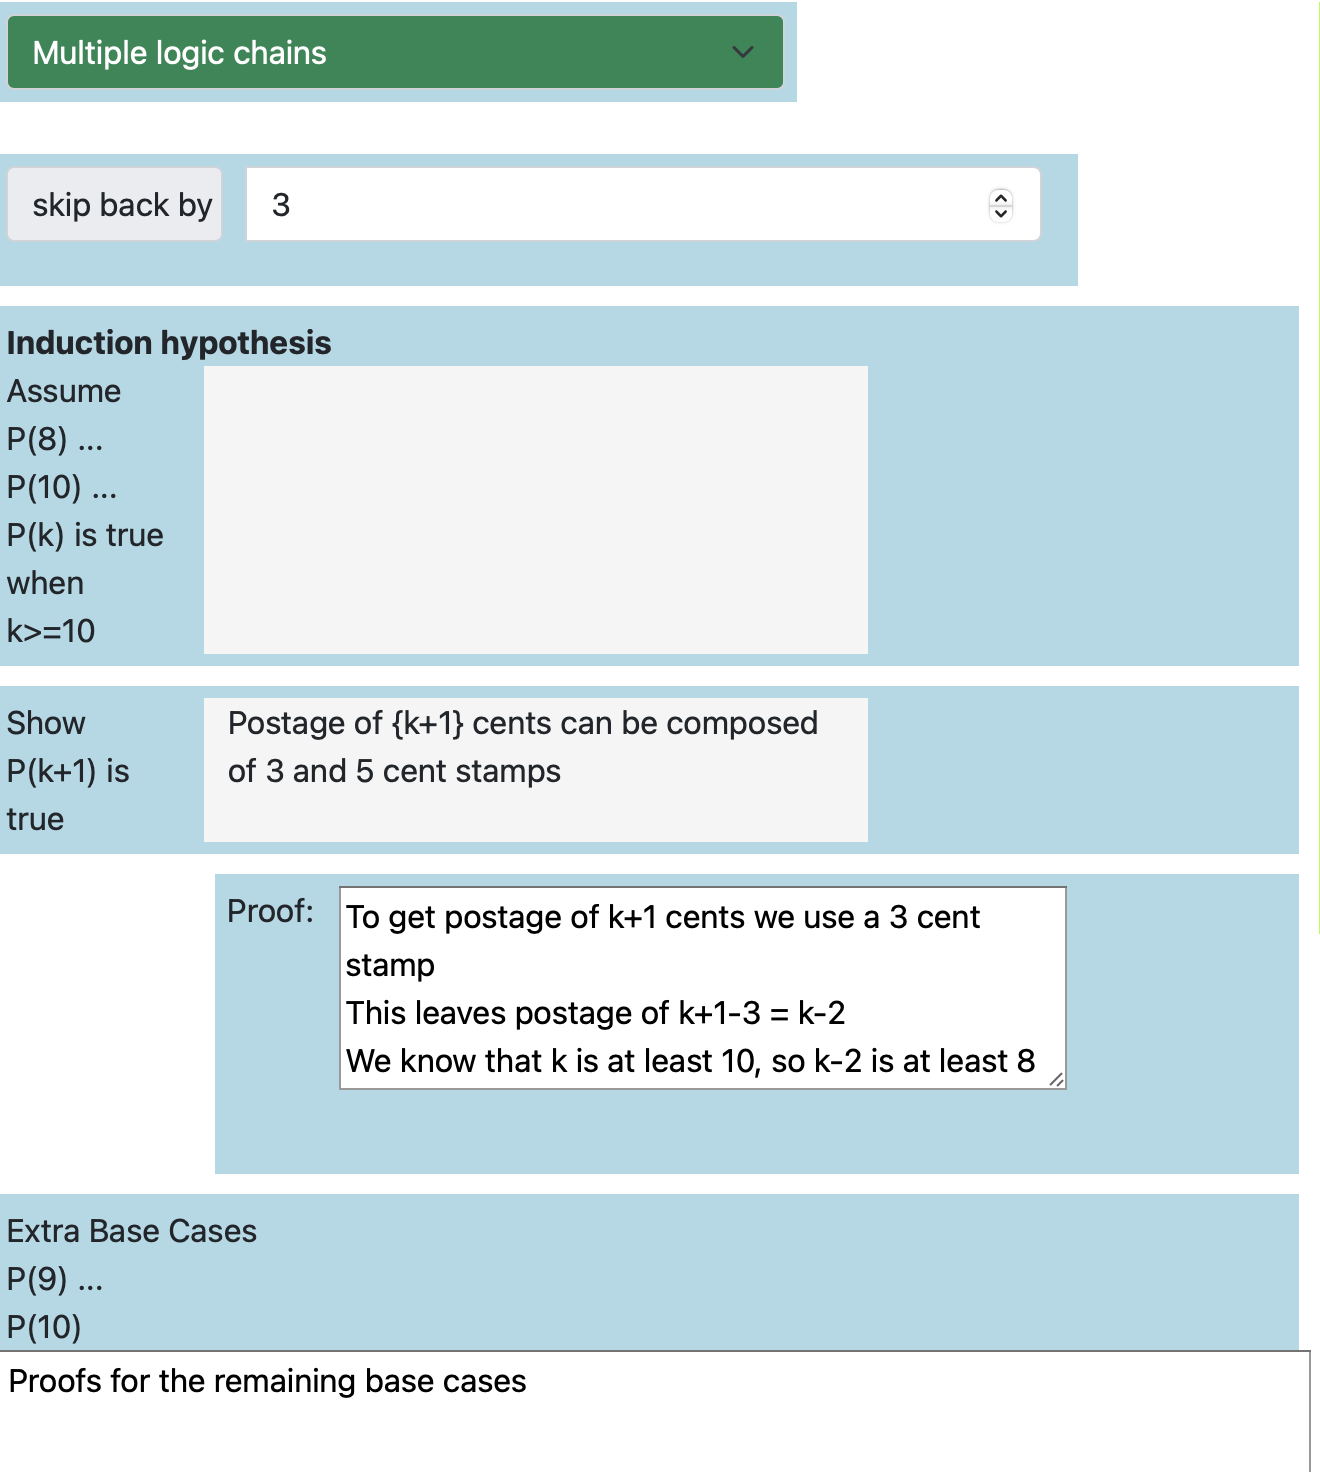 Multiple logic chains
skip back by
3
Induction hypothesis
Assume
P(8) ...
P(10) ...
P(k) is true
when
k>=10
Show
P(k+1) is
true
Postage of {k+1} cents can be composed
of 3 and 5 cent stamps
Proof:
To get postage of k+1 cents we use a 3 cent
stamp
This leaves postage of k+1-3 = k-2
We know that k is at least 10, so k-2 is at least 8
Extra Base Cases
P(9) ...
P(10)
Proofs for the remaining base cases